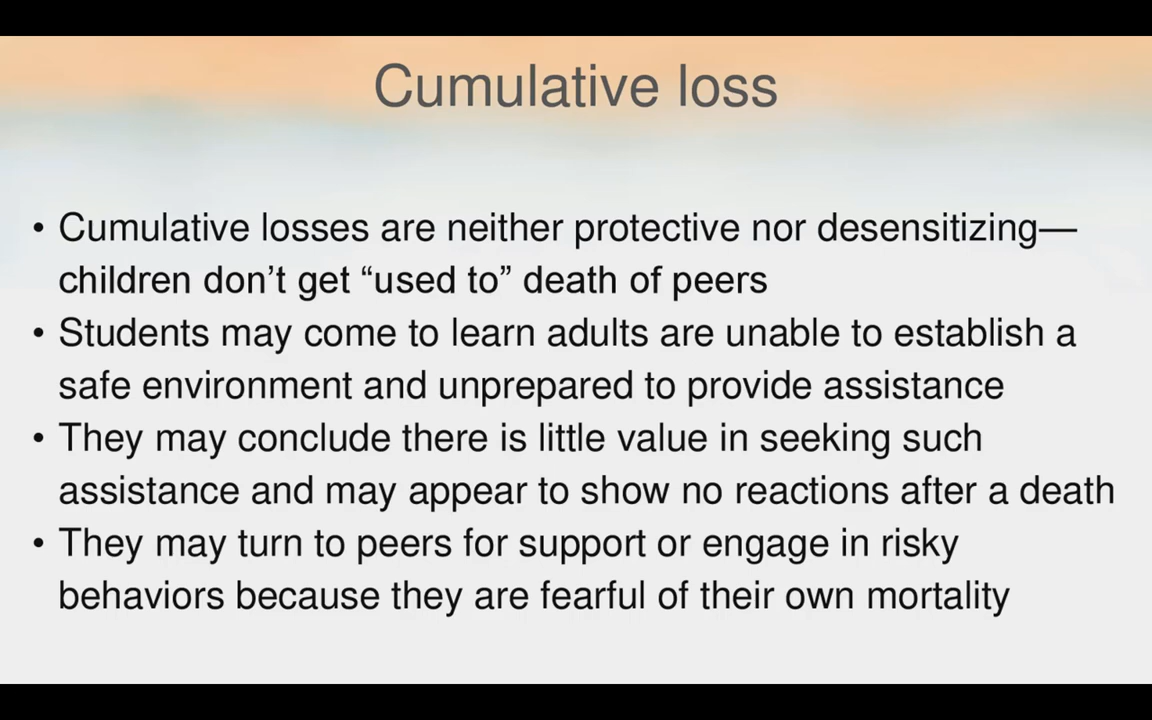 Cumulative loss
• Cumulative losses are neither protective nor desensitizing—
children don’t get “used to” death of peers
• Students may come to learn adults are unable to establish a
safe environment and unprepared to provide assistance
• They may conclude there is little value in seeking such
assistance and may appear to show no reactions after a death
• They may turn to peers for support or engage in risky
behaviors because they are fearful of their own mortality